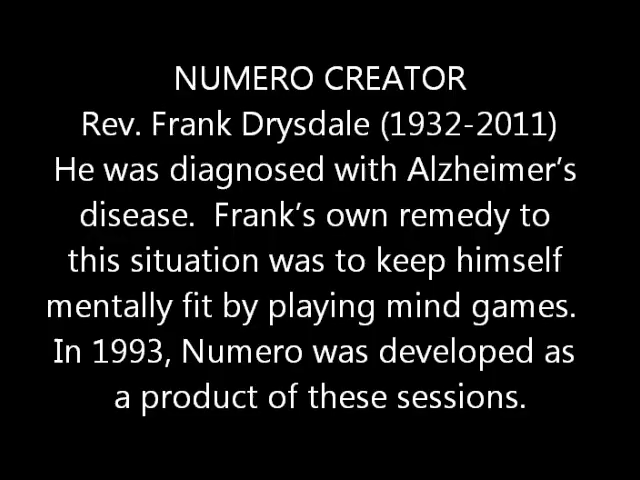 NUMERO CREATOR
Rev. Frank Drysdale (1932-2011)
He was diagnosed with Alzheimer’s
disease.  Frank’s own remedy to
this situation was to keep himself
mentally fit by playing mind games.
In 1993, Numero was developed as
a product of these sessions.